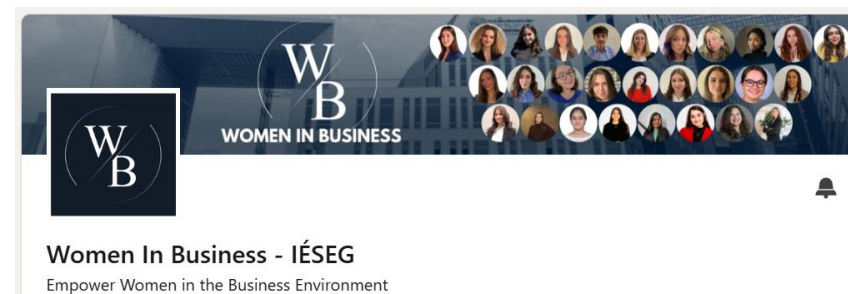 W
B
WOMEN IN BUSINESS
W
B
Women In Business - IÉSEG
Empower Women in the Business Environment